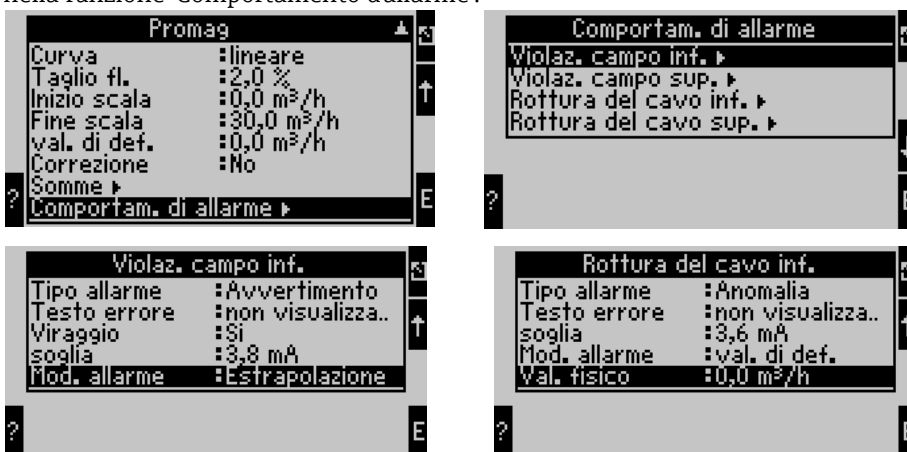 nella funzione 'Comportamento d'allarme'.
Promag
Curva :lineare
Taglio fl. :2,0 %
Inizio scala :0,0 m³/h
Fine scala :30,0 m³/h
val. di def. :0,0 m³/h
Correzione :No
Somme
Comportam. di allarme
? E
Comportam. di allarme
Violaz. campo inf.
Violaz. campo sup.
Rottura del cavo inf.
Rottura del cavo sup.
?
Violaz. campo inf.
Tipo allarme :Avvertimento
Testo errore :non visualizza..
Viraggio :Si
soglia :3,8 mA
Mod. allarme :Estrapolazione
? E
Rottura del cavo inf.
Tipo allarme :Anomalia
Testo errore :non visualizza..
soglia :3,6 mA
Mod. allarme :val. di def.
Val. fisico :0,0 m³/h
?